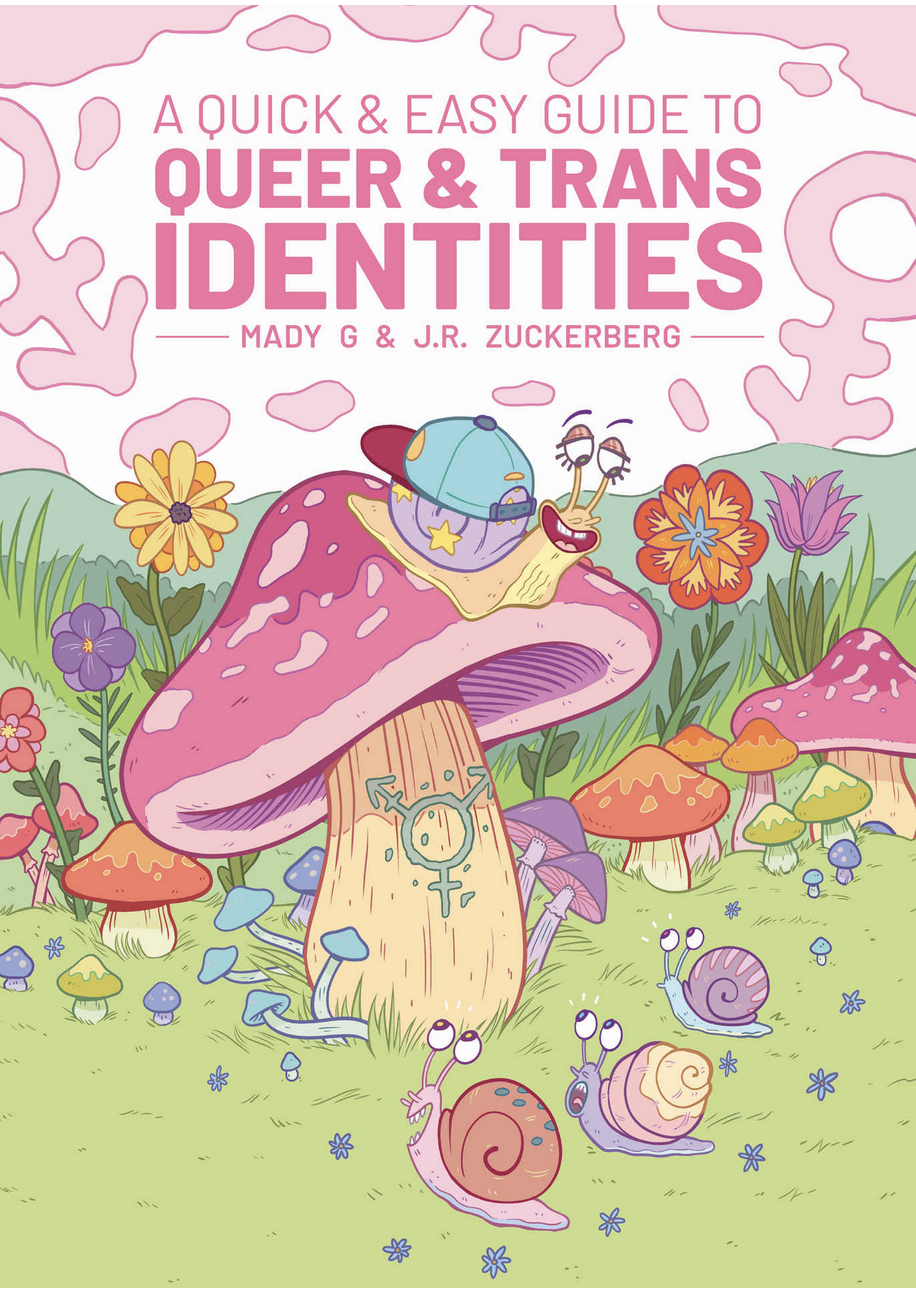 A QUICK & EASY GUIDE TO
QUEER & TRANS
IDENTITIES
MADY G & J.R. ZUCKERBERG